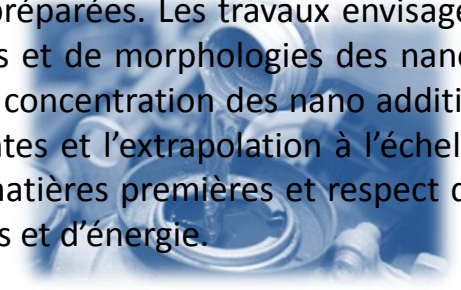 préparées. Les travaux envisagé
s et de morphologies des nano
concentration des nano additi
tes et l'extrapolation à l'échel
matières premières et respect d
s et d'énergie.